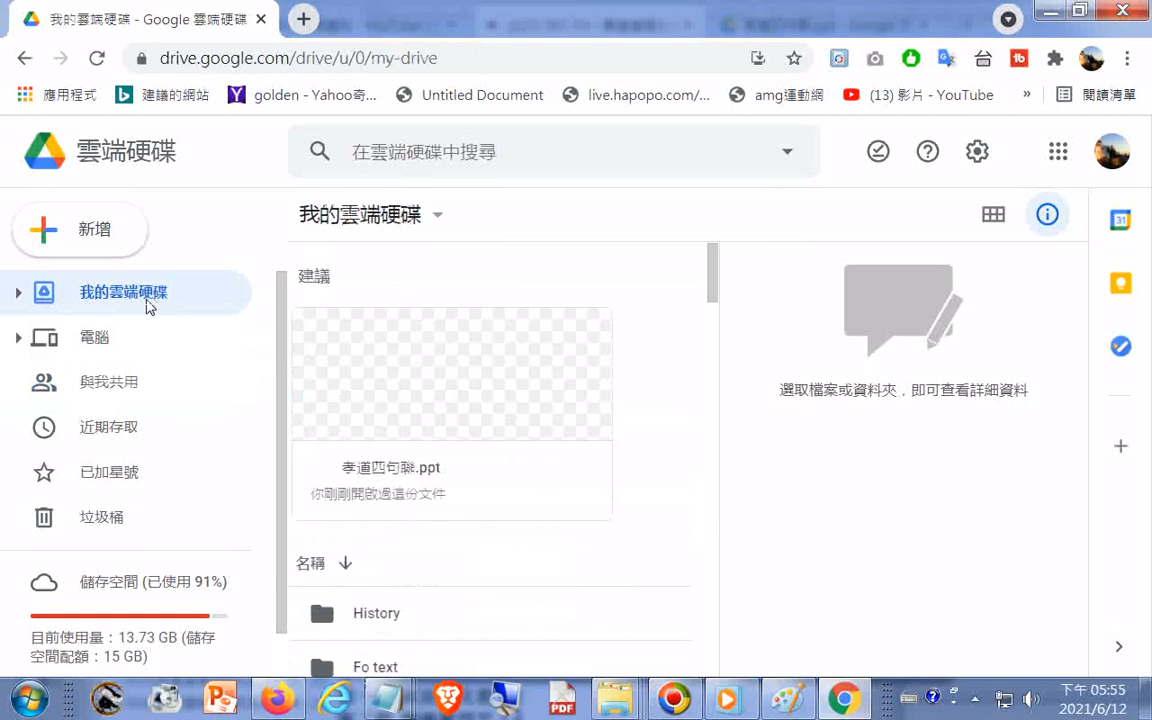 我的雲端硬碟 - Google 雲端硬碟
drive.google.com/drive/u/0/my-drive
應用程式
建議的網站
golden - Yahoo奇...
Untitled Document
live.hapopo.com/...
amg運動網
(13) 影片 - YouTube
»
閱讀清單
雲端硬碟
在雲端硬碟中搜尋
新增
我的雲端硬碟
電腦
與我共用
近期存取
已加星號
垃圾桶
儲存空間 (已使用 91%)
目前使用量：13.73 GB (儲存
空間配額：15 GB)
我的雲端硬碟
建議
孝道四句聯.ppt
你剛剛開啟過這份文件
名稱
History
Fo text
選取檔案或資料夾，即可查看詳細資料
31
PDF
下午 05:55
2021/6/12